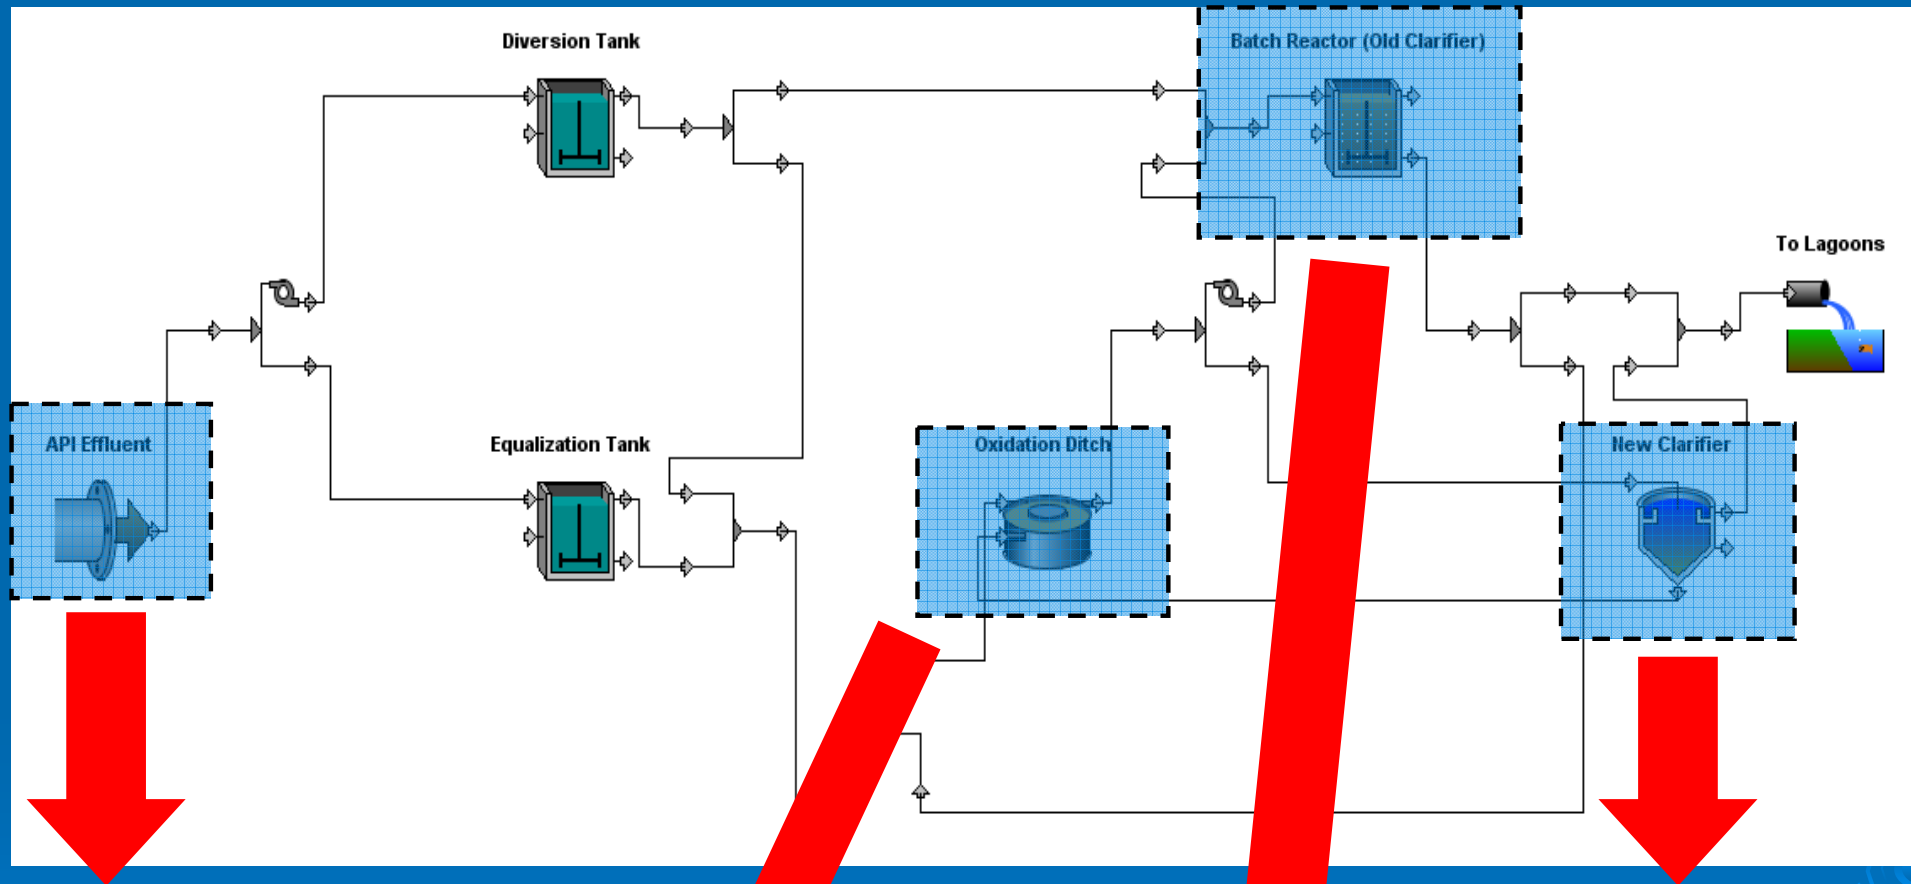 Diversion Tank
Batch Reactor (Old Clarifier)
To Lagoons
API Effluent
Equalization Tank
Oxidation Ditch
New Clarifier